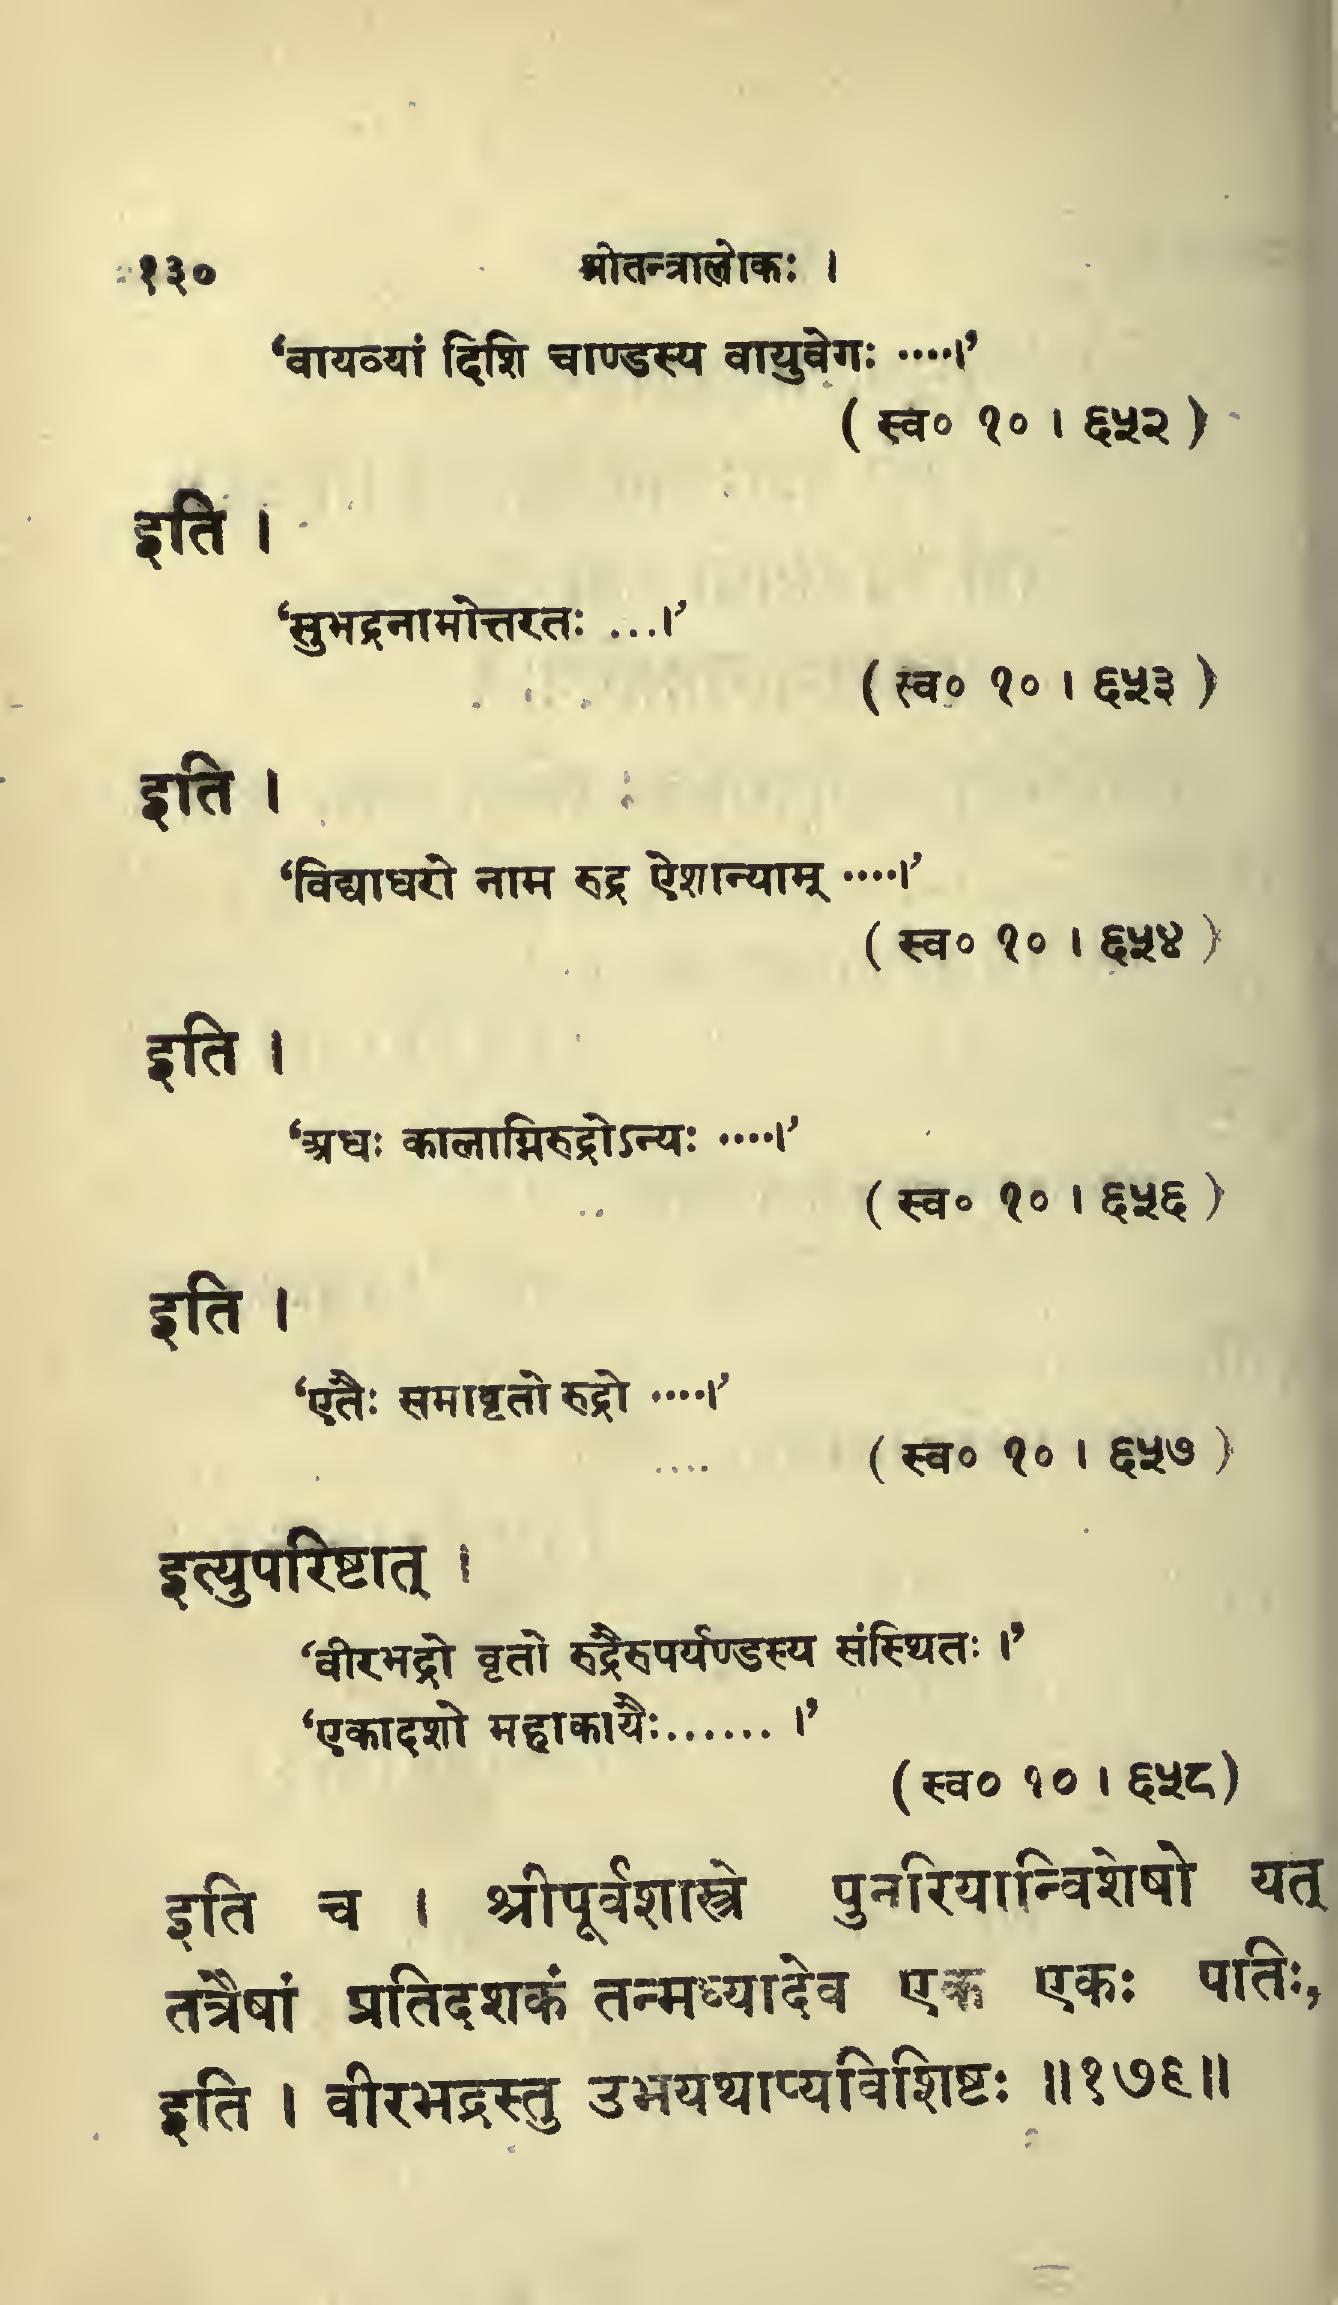 १३० श्रीतन्त्रालोकः ।
‘वायव्यां दिशि चाण्डस्य वायुवेगः ....।’
( स्व० १० । ६५२ )
इति ।
‘सुभद्रनामोत्तरतः ...।’
( स्व० १० । ६५३ )
इति ।
‘विद्याधरो नाम रुद्र ऐशान्याम् ....।’
( स्व० १० । ६५४ )
इति ।
‘अधः कालाग्निरुद्रोऽन्यः ....।’
( स्व० १० । ६५६ )
इति ।
‘एतैः समावृतो रुद्रो ....।’
( स्व० १० । ६५७ )
इत्युपरिष्टात् ।
‘वीरभद्रो वृतो रुद्रैरुपर्यण्डस्य संस्थितः ।’
‘एकादशो महाकायैः...... ।’
( स्व० १० । ६५८)
इति च । श्रीपूर्वशास्त्रे पुनरियान्विशेषो यत्
तत्रैषां प्रतिदशकं तन्मध्यादेव एक एकः पातिः,
इति । वीरभद्रस्तु उभयथाप्यविशिष्टः ॥१७९॥